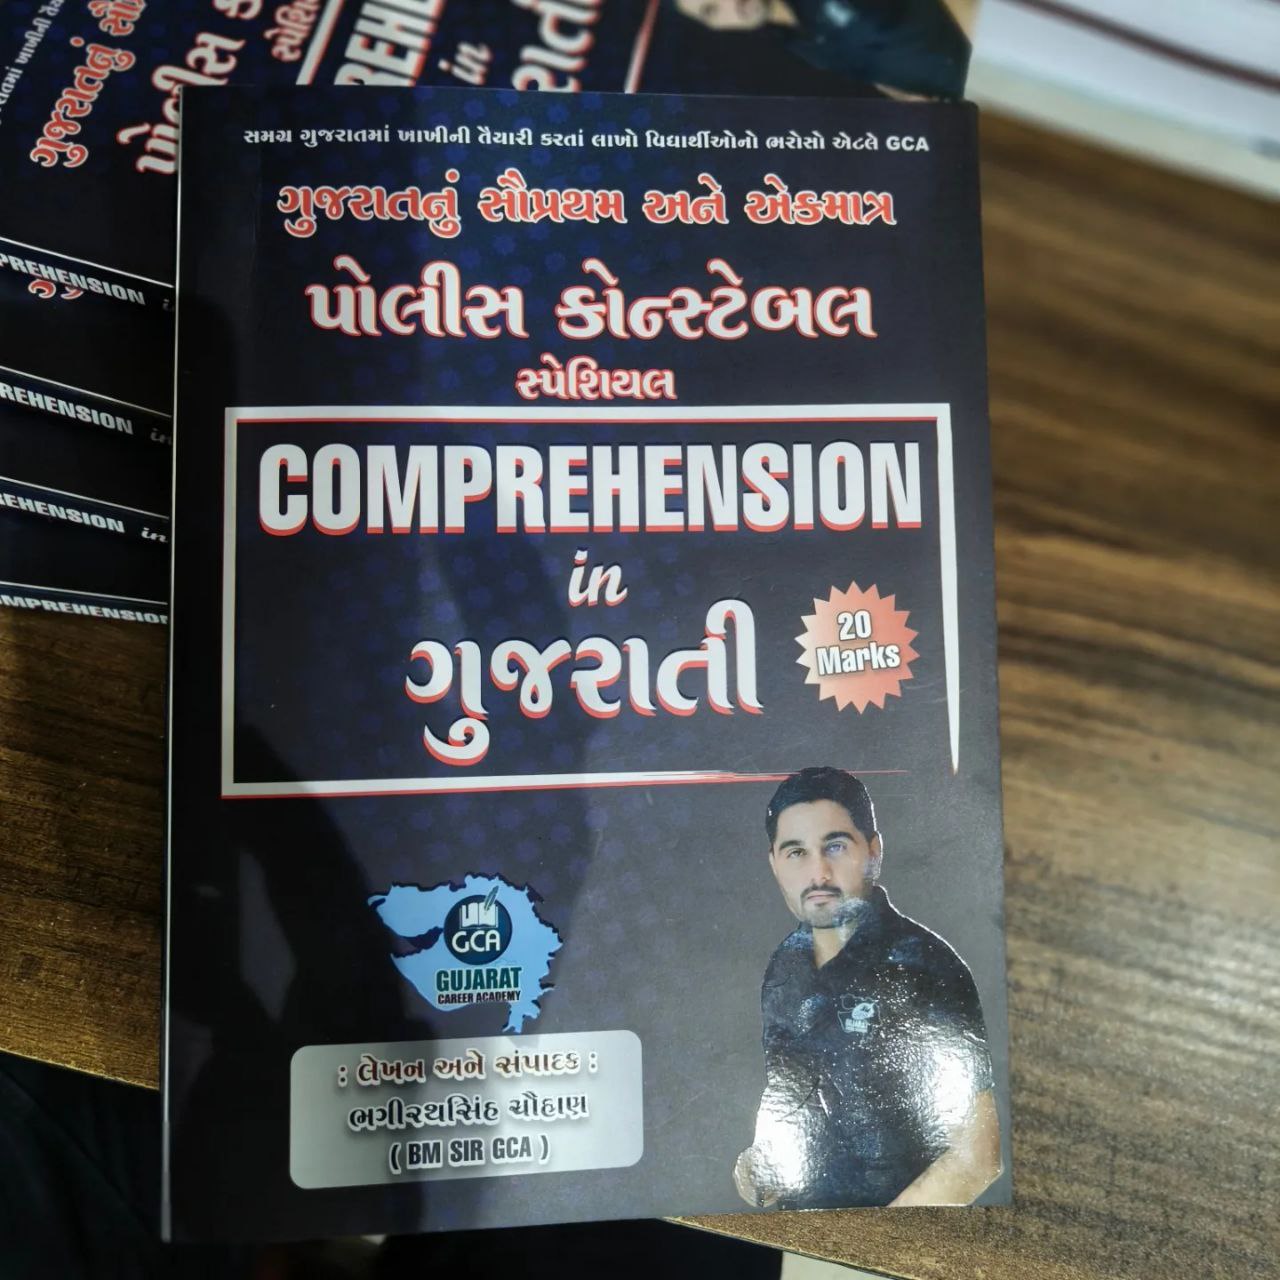 સમગ્ર ગુજરાતમાં ખાખીની તૈયારી કરતાં લાખો વિદ્યાર્થીઓનો ભરોસો એટલે GCA
ગુજરાતનું સૌપ્રથમ અને એકમાત્ર
પોલીસ કોન્સ્ટેબલ
સ્પેશિયલ
COMPREHENSION
in
ગુજરાતી
20
Marks
GCA
GUJARAT
CAREER ACADEMY
: લેખન અને સંપાદક :
ભગીરથસિંહ ચૌહાણ
( BM SIR GCA )